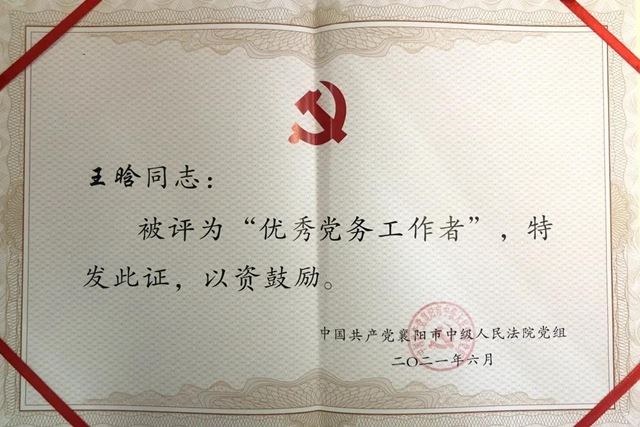 王晗同志：
被评为“优秀党务工作者”，特
发此证，以资鼓励。
中国共产党襄阳市中级人民法院党组
二〇二一年六月